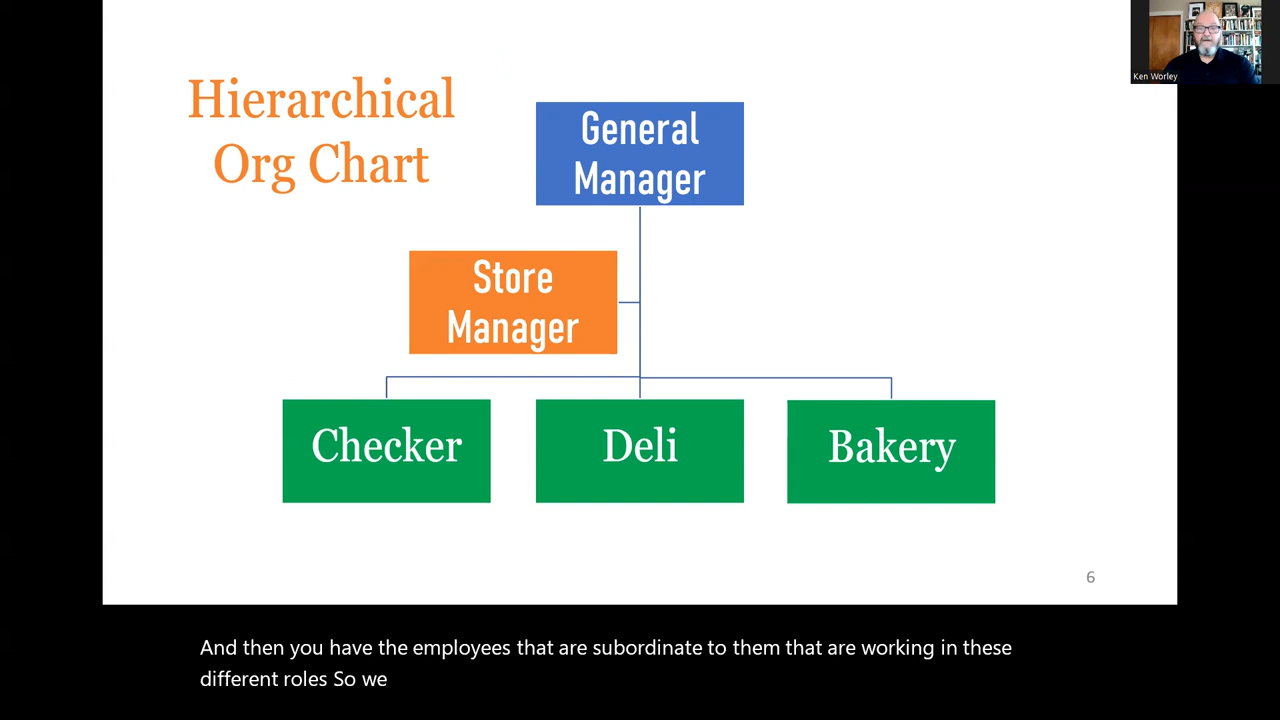 Hierarchical
Org Chart
General
Manager
Store
Manager
Checker
Deli
Bakery
6
Ken Worley
And then you have the employees that are subordinate to them that are working in these
different roles So we